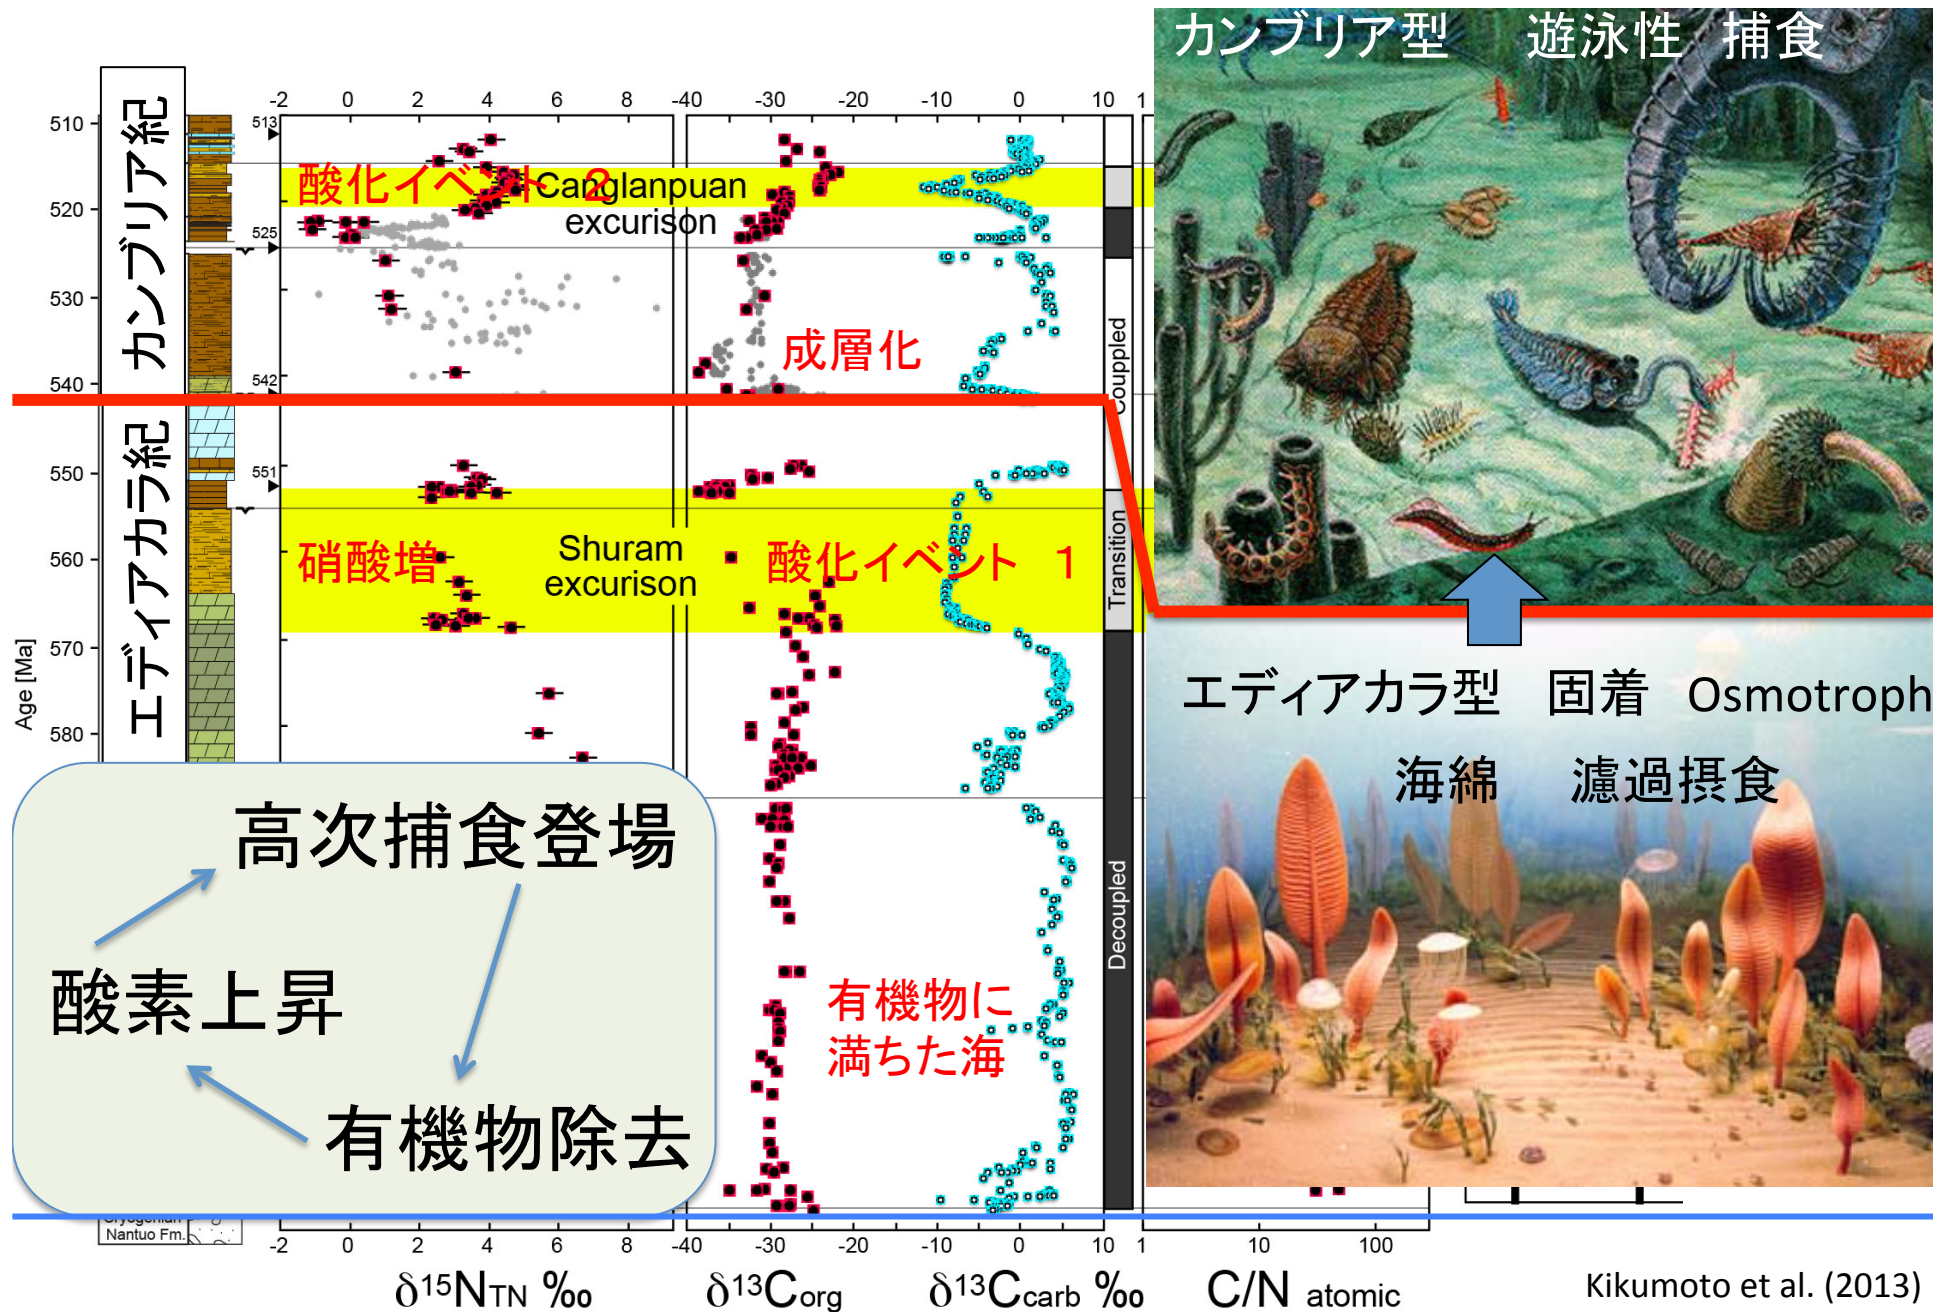 カンブリア型 遊泳性 捕食
-2 0 2 4 6 8 -40 -30 -20 -10 0 10 1
カンブリア紀
エディアカラ紀
Age [Ma]
510
520
530
540
550
560
570
580
513
525
542
551
酸化イベント 2
Canglanpuan
excurison
成層化
硝酸増
Shuram
excurison
酸化イベント 1
Coupled
Transition
Decoupled
エディアカラ型 固着 Osmotroph
海綿 濾過摂食
高次捕食登場
酸素上昇
有機物除去
有機物に
満ちた海
Nantuo Fm.
-2 0 2 4 6 8 -40 -30 -20 -10 0 10 1 10 100
δ¹⁵NTN ‰ δ¹³Corg δ¹³Ccarb ‰ C/N atomic
Kikumoto et al. (2013)